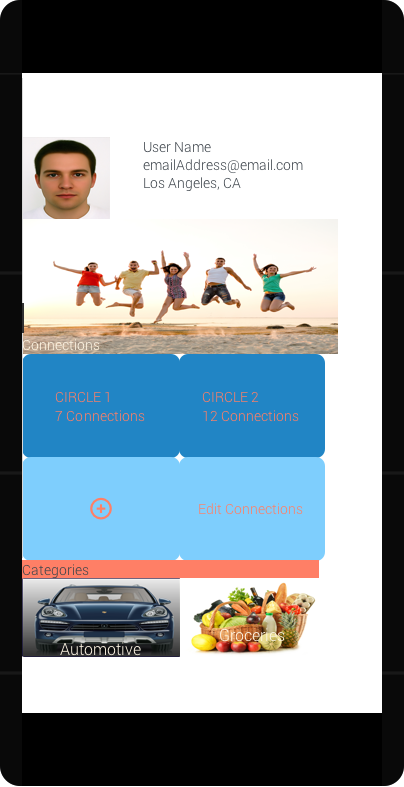 User Name
emailAddress@email.com
Los Angeles, CA
Connections
CIRCLE 1
7 Connections
CIRCLE 2
12 Connections
Edit Connections
Categories
Automotive
Groceries